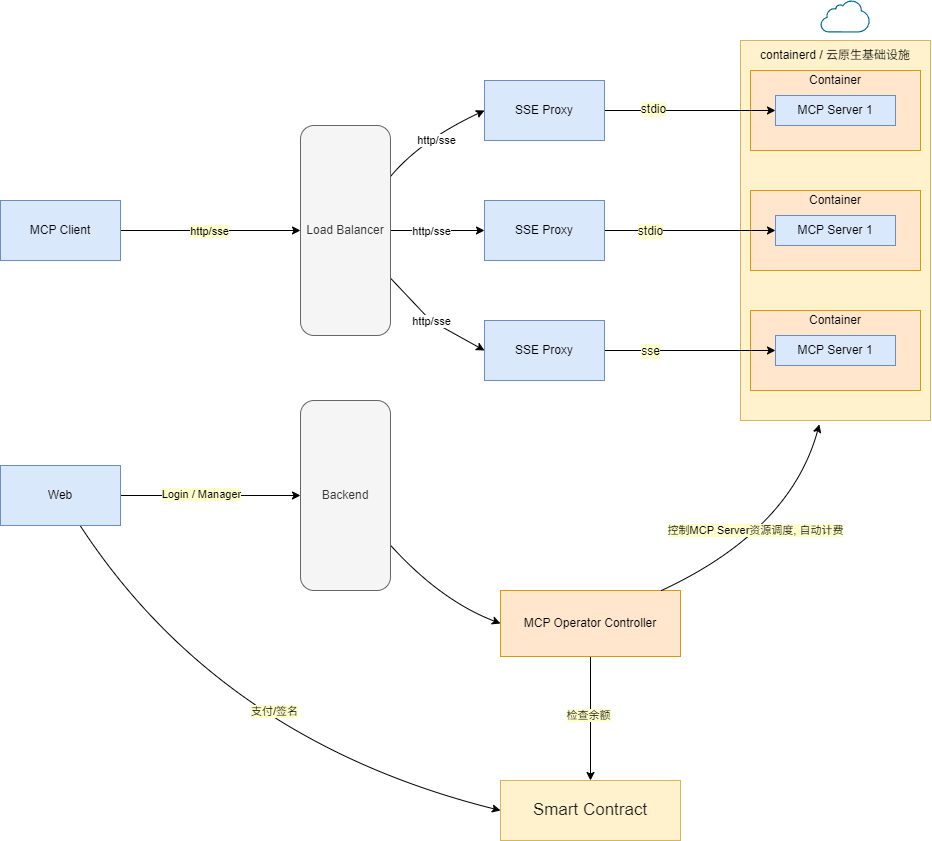 containerd / 云原生基础设施
Container
MCP Server 1
SSE Proxy
stdio
http/sse
MCP Client
http/sse
Load Balancer
http/sse
SSE Proxy
stdio
Container
MCP Server 1
http/sse
SSE Proxy
sse
Container
MCP Server 1
Web
Login / Manager
Backend
控制MCP Server资源调度, 自动计费
MCP Operator Controller
支付/签名
检查余额
Smart Contract